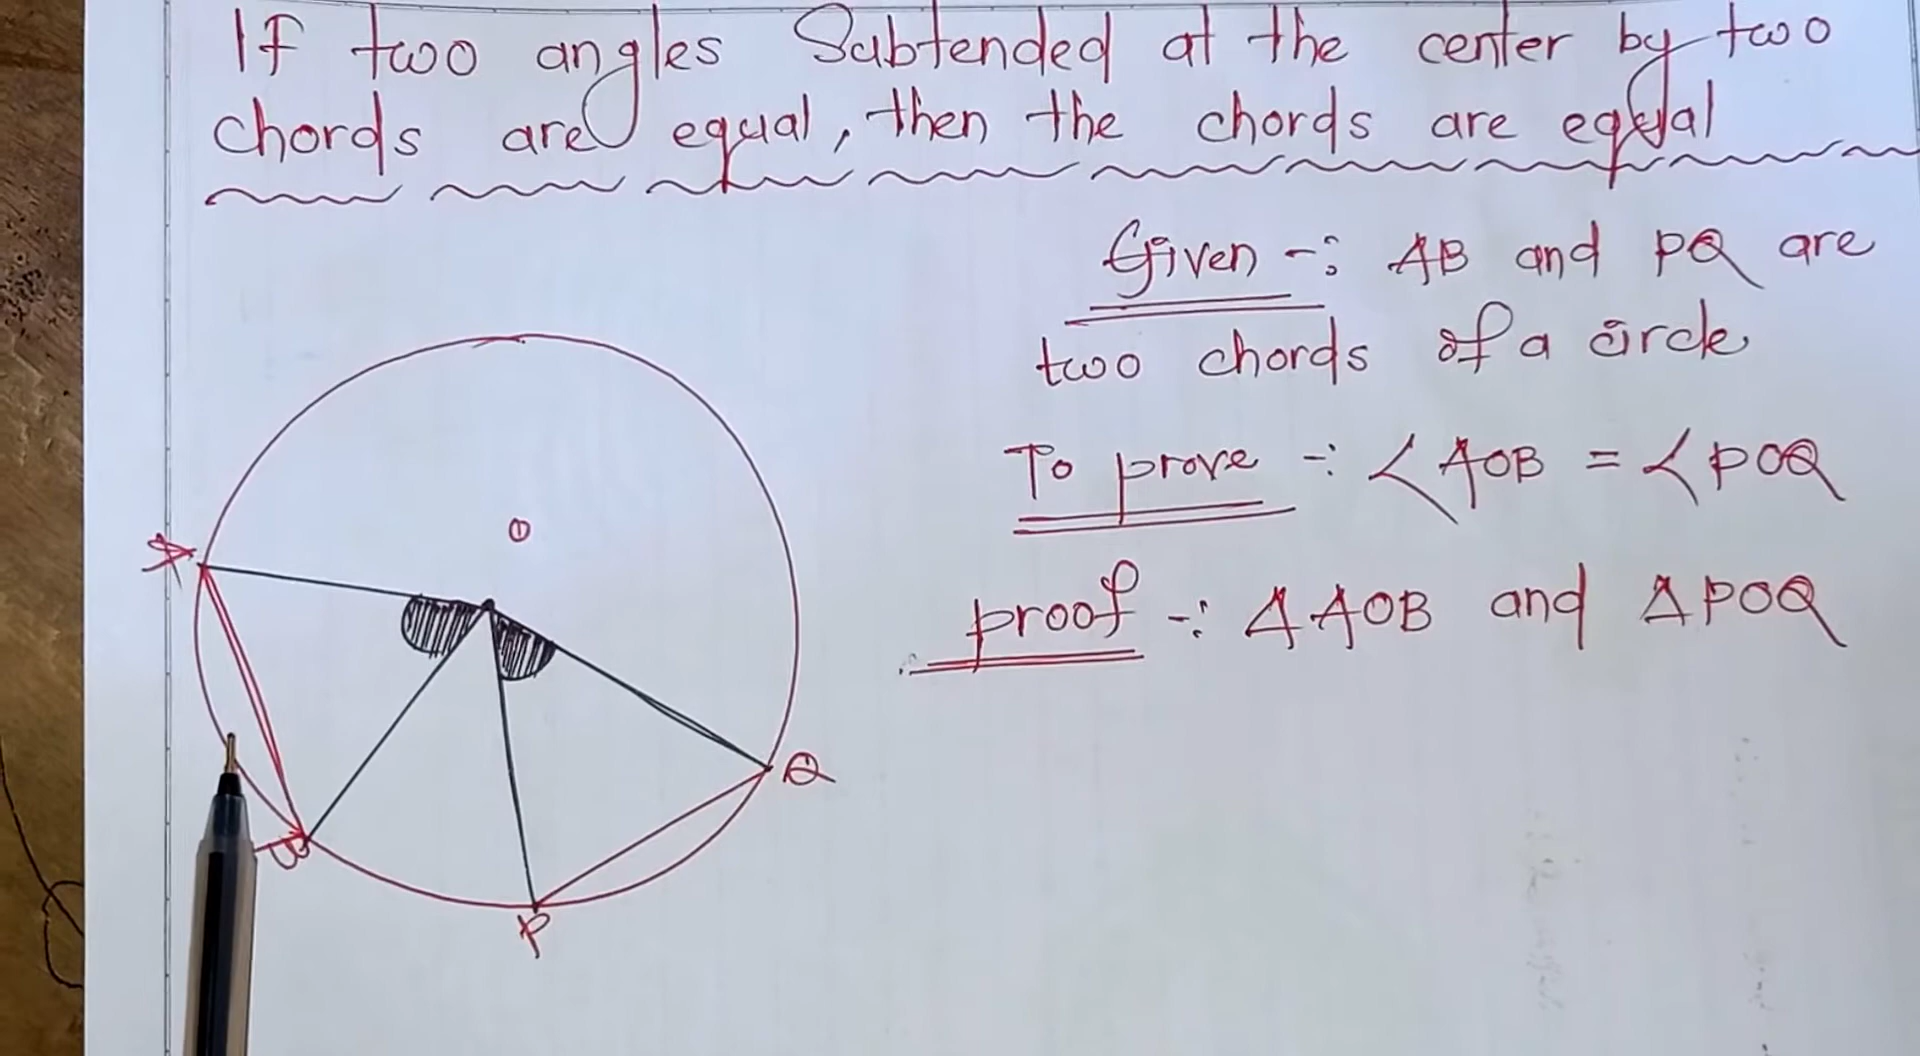 If two angles Subtended at the center by two
chords are equal, then the chords are equal
Given -: AB and PQ are
two chords of a circle
To prove -: <AOB = <POQ
proof -: ΔAOB and ΔPOQ
O
A
B
Q
P